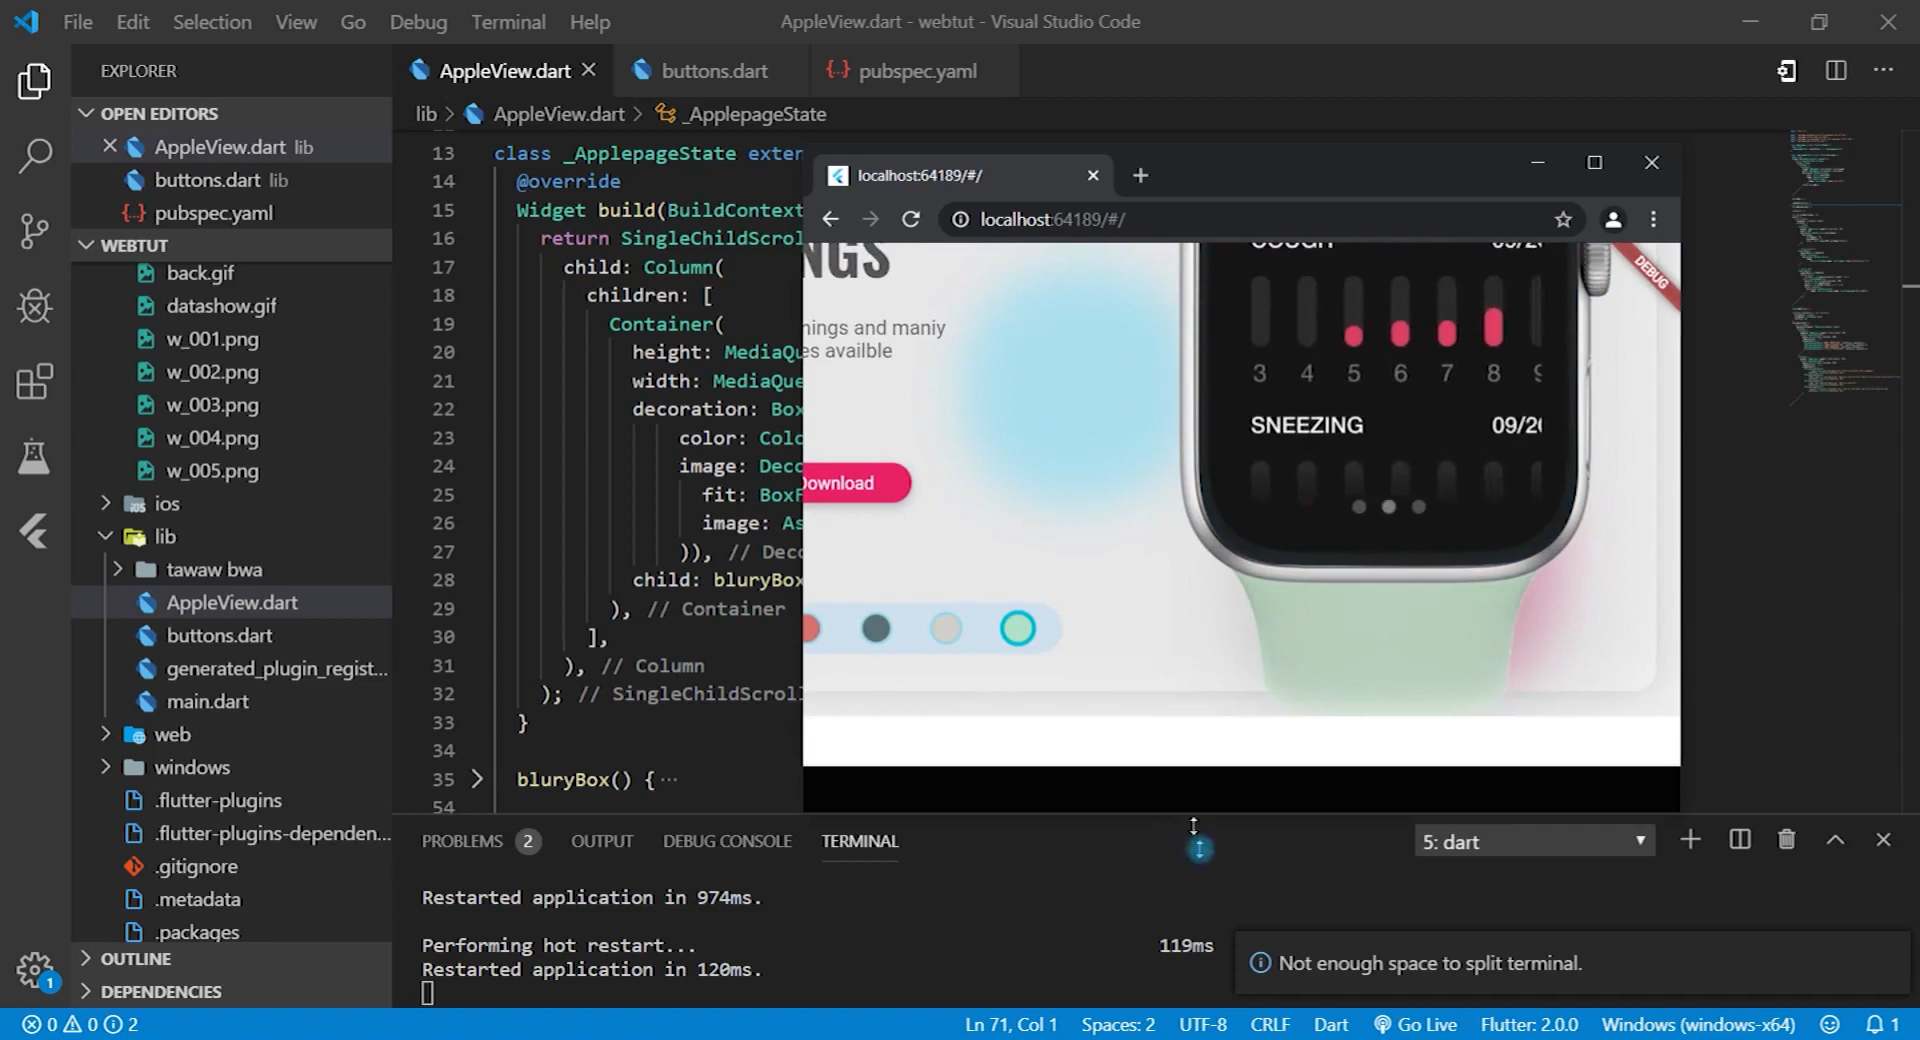 File Edit Selection View Go Debug Terminal Help
AppleView.dart - webtut - Visual Studio Code
EXPLORER
OPEN EDITORS
AppleView.dart lib
buttons.dart lib
{..} pubspec.yaml
WEBTUT
back.gif
datashow.gif
w_001.png
w_002.png
w_003.png
w_004.png
w_005.png
ios
lib
tawaw bwa
AppleView.dart
buttons.dart
generated_plugin_regist...
main.dart
web
windows
.flutter-plugins
.flutter-plugins-dependen...
.gitignore
.metadata
.packages
OUTLINE
DEPENDENCIES
AppleView.dart buttons.dart {..} pubspec.yaml
lib > AppleView.dart > _ApplepageState
13 class _ApplepageState exten
14 @override
15 Widget build(BuildContext
16 return SingleChildScrol
17 child: Column(
18 children: [
19 Container(
20 height: MediaQu
21 width: MediaQue
22 decoration: Box
23 color: Colo
24 image: Deco
25 fit: BoxF
26 image: As
27 )), // Deco
28 child: bluryBox
29 ), // Container
30 ],
31 ), // Column
32 ); // SingleChildScroll
33 }
34
35 bluryBox() { ...
54
localhost:64189/#/
localhost:64189/#/
NGS
nings and maniy
es availble
Download
DEBUG
COUGH 09/20
3 4 5 6 7 8 9
SNEEZING 09/20
PROBLEMS 2 OUTPUT DEBUG CONSOLE TERMINAL
5: dart
Restarted application in 974ms.
Performing hot restart... 119ms
Restarted application in 120ms.
Not enough space to split terminal.
1
0 0 2
Ln 71, Col 1 Spaces: 2 UTF-8 CRLF Dart Go Live Flutter: 2.0.0 Windows (windows-x64) 1